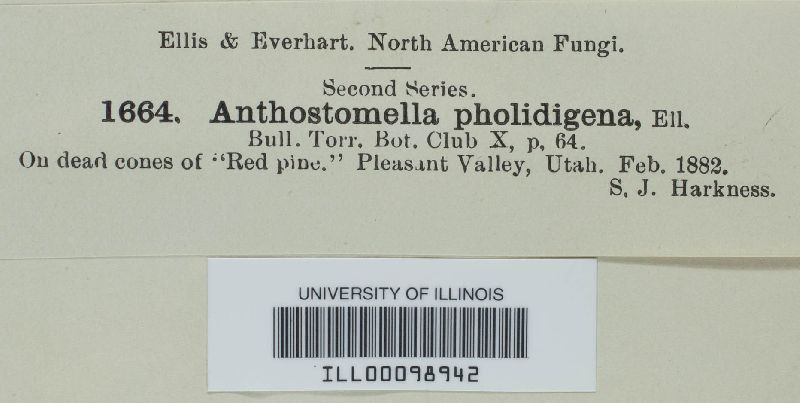 Ellis & Everhart. North American Fungi.
Second Series.
1664. Anthostomella pholidigena, Ell.
Bull. Torr. Bot. Club X, p, 64.
On dead cones of "Red pine." Pleasant Valley, Utah. Feb. 1882.
S. J. Harkness.
UNIVERSITY OF ILLINOIS
ILL00098942